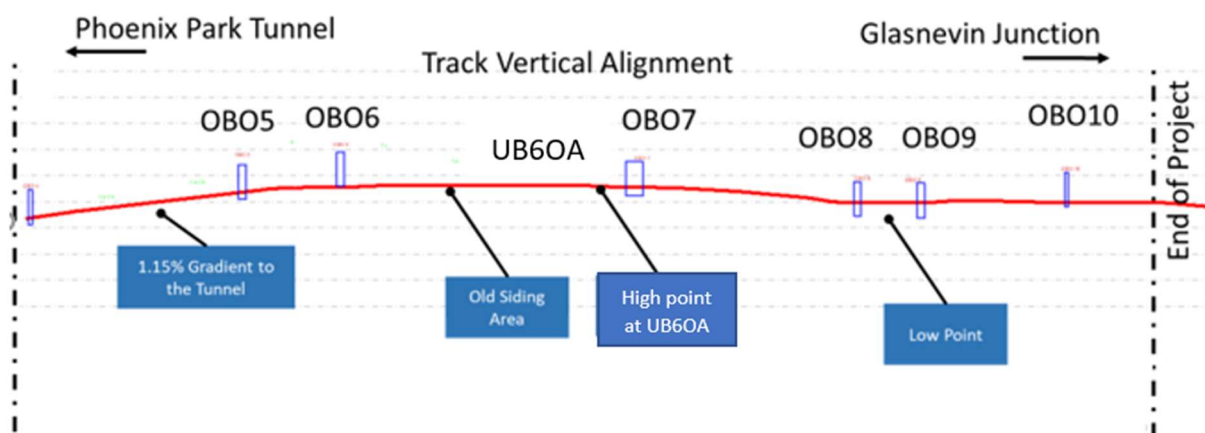 Phoenix Park Tunnel
Glasnevin Junction
Track Vertical Alignment
OBO5
OBO6
UB6OA
OBO7
OBO8
OBO9
OBO10
End of Project
1.15% Gradient to
the Tunnel
Old Siding
Area
High point
at UB6OA
Low Point